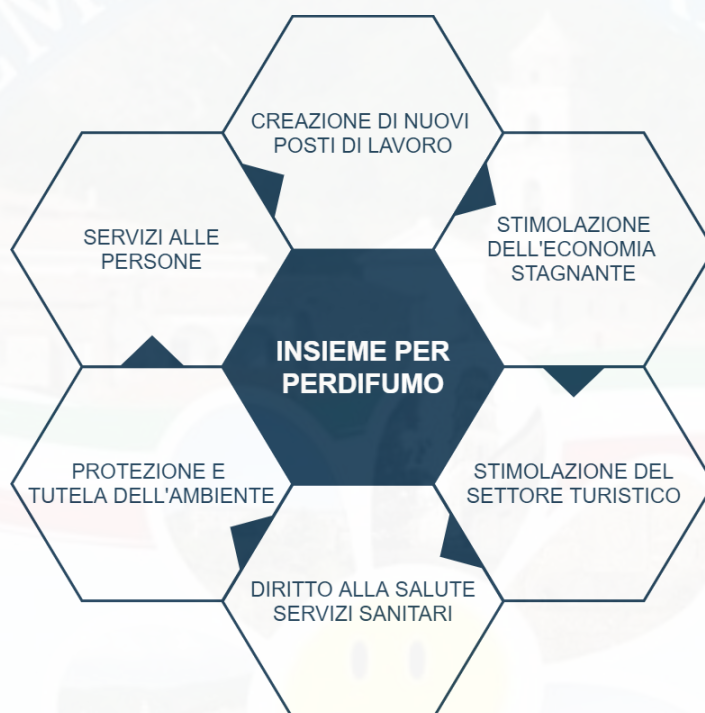 CREAZIONE DI NUOVI
POSTI DI LAVORO
SERVIZI ALLE
PERSONE
STIMOLAZIONE
DELL'ECONOMIA
STAGNANTE
INSIEME PER
PERDIFUMO
PROTEZIONE E
TUTELA DELL'AMBIENTE
STIMOLAZIONE DEL
SETTORE TURISTICO
DIRITTO ALLA SALUTE
SERVIZI SANITARI